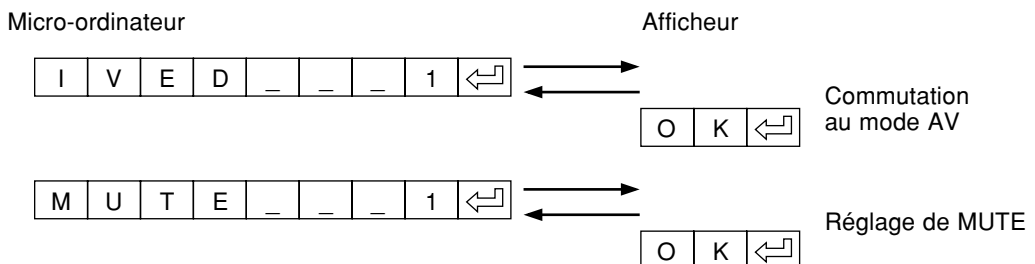 Micro-ordinateur Afficheur
I V E D _ _ _ 1
O K
Commutation
au mode AV
M U T E _ _ _ 1
O K
Réglage de MUTE